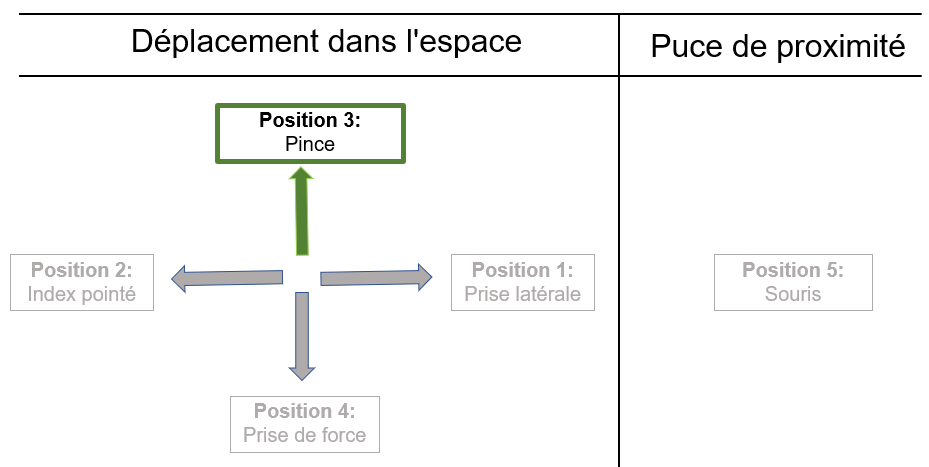 Déplacement dans l'espace
Puce de proximité
Position 3:
Pince
Position 2:
Index pointé
Position 1:
Prise latérale
Position 5:
Souris
Position 4:
Prise de force